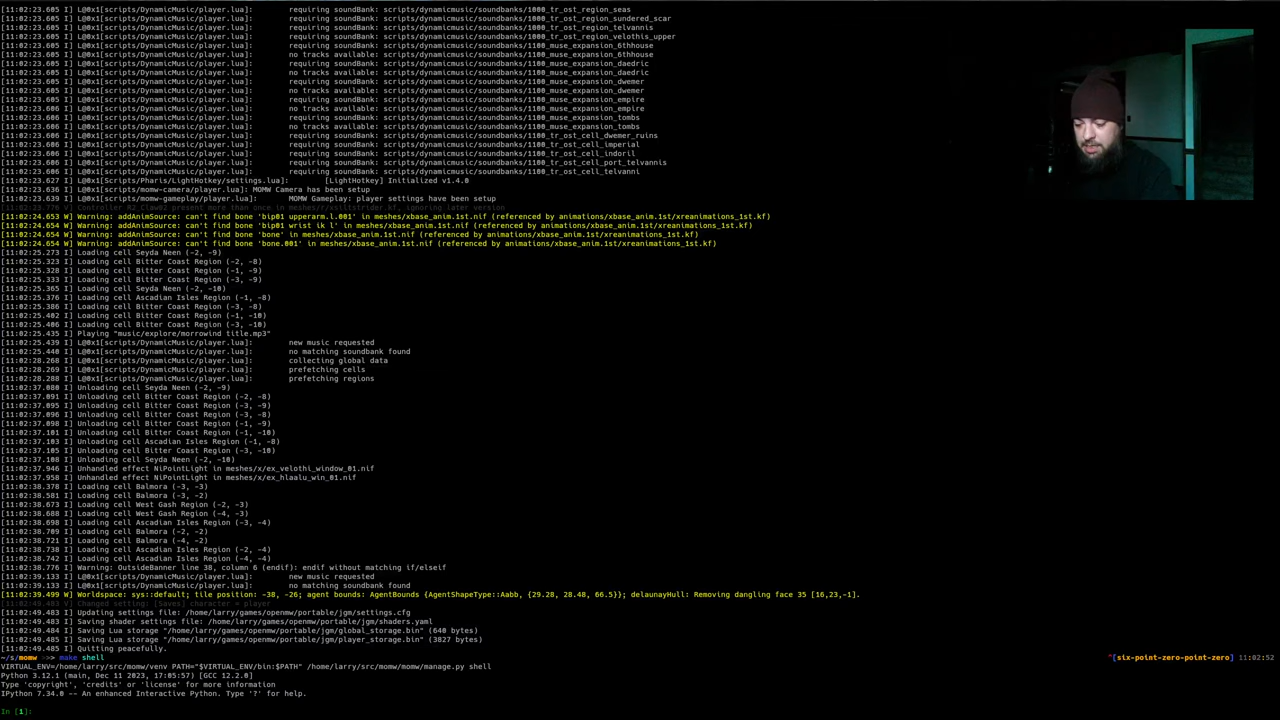 [11:02:23.605 I] L@0x1[scripts/DynamicMusic/player.lua]:	requiring soundBank: scripts/dynamicmusic/soundbanks/1000_tr_ost_region_seas
[11:02:23.605 I] L@0x1[scripts/DynamicMusic/player.lua]:	requiring soundBank: scripts/dynamicmusic/soundbanks/1000_tr_ost_region_sundered_scar
[11:02:23.605 I] L@0x1[scripts/DynamicMusic/player.lua]:	requiring soundBank: scripts/dynamicmusic/soundbanks/1000_tr_ost_region_telvannis
[11:02:23.605 I] L@0x1[scripts/DynamicMusic/player.lua]:	requiring soundBank: scripts/dynamicmusic/soundbanks/1000_tr_ost_region_velothis_upper
[11:02:23.605 I] L@0x1[scripts/DynamicMusic/player.lua]:	requiring soundBank: scripts/dynamicmusic/soundbanks/1100_muse_expansion_6thhouse
[11:02:23.605 I] L@0x1[scripts/DynamicMusic/player.lua]:	no tracks available: scripts/dynamicmusic/soundbanks/1100_muse_expansion_6thhouse
[11:02:23.605 I] L@0x1[scripts/DynamicMusic/player.lua]:	requiring soundBank: scripts/dynamicmusic/soundbanks/1100_muse_expansion_daedric
[11:02:23.605 I] L@0x1[scripts/DynamicMusic/player.lua]:	no tracks available: scripts/dynamicmusic/soundbanks/1100_muse_expansion_daedric
[11:02:23.605 I] L@0x1[scripts/DynamicMusic/player.lua]:	requiring soundBank: scripts/dynamicmusic/soundbanks/1100_muse_expansion_dwemer
[11:02:23.605 I] L@0x1[scripts/DynamicMusic/player.lua]:	no tracks available: scripts/dynamicmusic/soundbanks/1100_muse_expansion_dwemer
[11:02:23.605 I] L@0x1[scripts/DynamicMusic/player.lua]:	requiring soundBank: scripts/dynamicmusic/soundbanks/1100_muse_expansion_empire
[11:02:23.606 I] L@0x1[scripts/DynamicMusic/player.lua]:	no tracks available: scripts/dynamicmusic/soundbanks/1100_muse_expansion_empire
[11:02:23.606 I] L@0x1[scripts/DynamicMusic/player.lua]:	requiring soundBank: scripts/dynamicmusic/soundbanks/1100_muse_expansion_tombs
[11:02:23.606 I] L@0x1[scripts/DynamicMusic/player.lua]:	no tracks available: scripts/dynamicmusic/soundbanks/1100_muse_expansion_tombs
[11:02:23.606 I] L@0x1[scripts/DynamicMusic/player.lua]:	requiring soundBank: scripts/dynamicmusic/soundbanks/1100_tr_ost_cell_dwemer_ruins
[11:02:23.606 I] L@0x1[scripts/DynamicMusic/player.lua]:	requiring soundBank: scripts/dynamicmusic/soundbanks/1100_tr_ost_cell_imperial
[11:02:23.606 I] L@0x1[scripts/DynamicMusic/player.lua]:	requiring soundBank: scripts/dynamicmusic/soundbanks/1100_tr_ost_cell_indoril
[11:02:23.606 I] L@0x1[scripts/DynamicMusic/player.lua]:	requiring soundBank: scripts/dynamicmusic/soundbanks/1100_tr_ost_cell_port_telvannis
[11:02:23.606 I] L@0x1[scripts/DynamicMusic/player.lua]:	requiring soundBank: scripts/dynamicmusic/soundbanks/1100_tr_ost_cell_telvanni
[11:02:23.627 I] L@0x1[scripts/Pharis/LightHotkey/settings.lua]:	[LightHotkey] Initialized v1.4.0
[11:02:23.636 I] L@0x1[scripts/momw-camera/player.lua]: MOMW Camera has been setup
[11:02:23.639 I] L@0x1[scripts/momw-gameplay/player.lua]:	MOMW Gameplay: player settings have been setup
[11:02:23.776 V] Controller R2_Claw02 present more than once in meshes/r/xsiltstrider.kf, ignoring later version
[11:02:24.653 W] Warning: addAnimSource: can't find bone 'bip01 upperarm.l.001' in meshes/xbase_anim.1st.nif (referenced by animations/xbase_anim.1st/xreanimations_1st.kf)
[11:02:24.654 W] Warning: addAnimSource: can't find bone 'bip01 wrist ik l' in meshes/xbase_anim.1st.nif (referenced by animations/xbase_anim.1st/xreanimations_1st.kf)
[11:02:24.654 W] Warning: addAnimSource: can't find bone 'bone' in meshes/xbase_anim.1st.nif (referenced by animations/xbase_anim.1st/xreanimations_1st.kf)
[11:02:24.654 W] Warning: addAnimSource: can't find bone 'bone.001' in meshes/xbase_anim.1st.nif (referenced by animations/xbase_anim.1st/xreanimations_1st.kf)
[11:02:25.273 I] Loading cell Seyda Neen (-2, -9)
[11:02:25.323 I] Loading cell Bitter Coast Region (-2, -8)
[11:02:25.328 I] Loading cell Bitter Coast Region (-1, -9)
[11:02:25.333 I] Loading cell Bitter Coast Region (-3, -9)
[11:02:25.365 I] Loading cell Seyda Neen (-2, -10)
[11:02:25.376 I] Loading cell Ascadian Isles Region (-1, -8)
[11:02:25.386 I] Loading cell Bitter Coast Region (-3, -8)
[11:02:25.402 I] Loading cell Bitter Coast Region (-1, -10)
[11:02:25.406 I] Loading cell Bitter Coast Region (-3, -10)
[11:02:25.435 I] Playing "music/explore/morrowind title.mp3"
[11:02:25.439 I] L@0x1[scripts/DynamicMusic/player.lua]:	new music requested
[11:02:25.440 I] L@0x1[scripts/DynamicMusic/player.lua]:	no matching soundbank found
[11:02:28.268 I] L@0x1[scripts/DynamicMusic/player.lua]:	collecting global data
[11:02:28.269 I] L@0x1[scripts/DynamicMusic/player.lua]:	prefetching cells
[11:02:28.288 I] L@0x1[scripts/DynamicMusic/player.lua]:	prefetching regions
[11:02:37.080 I] Unloading cell Seyda Neen (-2, -9)
[11:02:37.091 I] Unloading cell Bitter Coast Region (-2, -8)
[11:02:37.095 I] Unloading cell Bitter Coast Region (-3, -9)
[11:02:37.096 I] Unloading cell Bitter Coast Region (-3, -8)
[11:02:37.098 I] Unloading cell Bitter Coast Region (-1, -9)
[11:02:37.101 I] Unloading cell Bitter Coast Region (-1, -10)
[11:02:37.103 I] Unloading cell Ascadian Isles Region (-1, -8)
[11:02:37.105 I] Unloading cell Bitter Coast Region (-3, -10)
[11:02:37.108 I] Unloading cell Seyda Neen (-2, -10)
[11:02:37.946 I] Unhandled effect NiPointLight in meshes/x/ex_velothi_window_01.nif
[11:02:37.958 I] Unhandled effect NiPointLight in meshes/x/ex_hlaalu_win_01.nif
[11:02:38.378 I] Loading cell Balmora (-3, -3)
[11:02:38.581 I] Loading cell Balmora (-3, -2)
[11:02:38.673 I] Loading cell West Gash Region (-2, -3)
[11:02:38.688 I] Loading cell West Gash Region (-4, -3)
[11:02:38.698 I] Loading cell Ascadian Isles Region (-3, -4)
[11:02:38.709 I] Loading cell Balmora (-2, -2)
[11:02:38.721 I] Loading cell Balmora (-4, -2)
[11:02:38.738 I] Loading cell Ascadian Isles Region (-2, -4)
[11:02:38.742 I] Loading cell Ascadian Isles Region (-4, -4)
[11:02:38.776 I] Warning: OutsideBanner line 38, column 6 (endif): endif without matching if/elseif
[11:02:39.133 I] L@0x1[scripts/DynamicMusic/player.lua]:	new music requested
[11:02:39.133 I] L@0x1[scripts/DynamicMusic/player.lua]:	no matching soundbank found
[11:02:39.499 W] Worldspace: sys::default; tile position: -38, -26; agent bounds: AgentBounds {AgentShapeType::Aabb, {29.28, 28.48, 66.5}}; delaunayHull: Removing dangling face 35 [16,23,-1].
[11:02:49.483 V] Changed setting: [Saves] character = player
[11:02:49.483 I] Updating settings file: /home/larry/games/openmw/portable/jgm/settings.cfg
[11:02:49.483 I] Saving shader settings file: /home/larry/games/openmw/portable/jgm/shaders.yaml
[11:02:49.484 I] Saving Lua storage "/home/larry/games/openmw/portable/jgm/global_storage.bin" (640 bytes)
[11:02:49.485 I] Saving Lua storage "/home/larry/games/openmw/portable/jgm/player_storage.bin" (3827 bytes)
[11:02:49.485 I] Quitting peacefully.
~/s/momw ->> make shell	^[six-point-zero-point-zero] 11:02:52
VIRTUAL_ENV=/home/larry/src/momw/venv PATH="$VIRTUAL_ENV/bin:$PATH" /home/larry/src/momw/momw/manage.py shell
Python 3.12.1 (main, Dec 11 2023, 17:05:57) [GCC 12.2.0]
Type 'copyright', 'credits' or 'license' for more information
IPython 7.34.0 -- An enhanced Interactive Python. Type '?' for help.
In [1]: